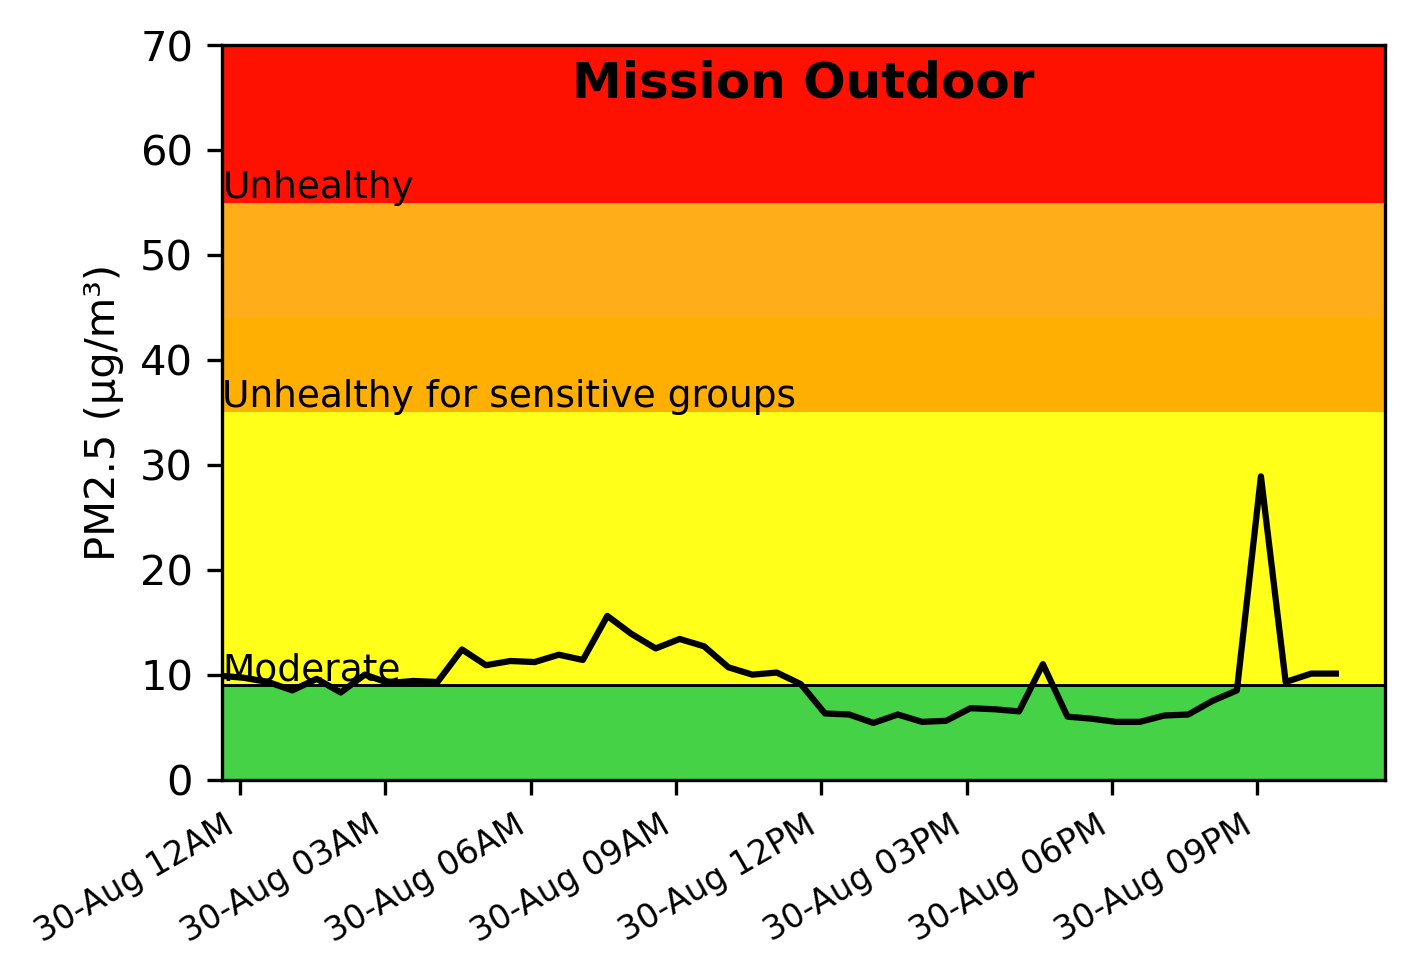 Mission Outdoor
PM2.5 (µg/m³)
70
60
50
40
30
20
10
0
Unhealthy
Unhealthy for sensitive groups
Moderate
30-Aug 12AM
30-Aug 03AM
30-Aug 06AM
30-Aug 09AM
30-Aug 12PM
30-Aug 03PM
30-Aug 06PM
30-Aug 09PM